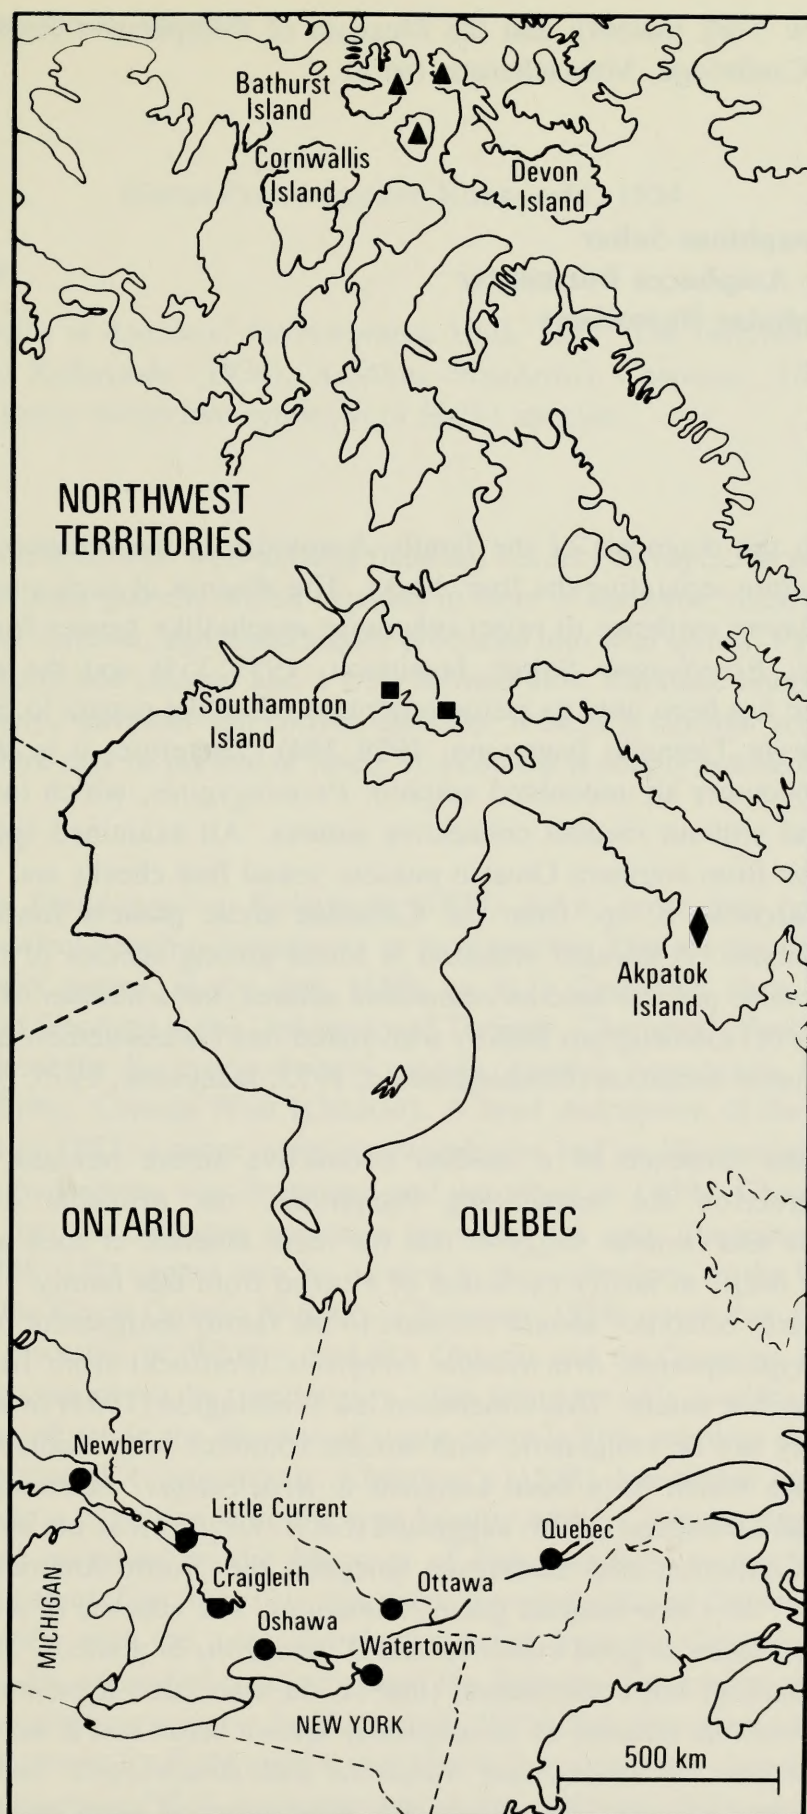 Bathurst
Island
Cornwallis
Island
Devon
Island
NORTHWEST
TERRITORIES
Southampton
Island
Akpatok
Island
ONTARIO
QUEBEC
Newberry
Little Current
Quebec
Craigleith
Ottawa
Oshawa
Watertown
MICHIGAN
NEW YORK
500 km